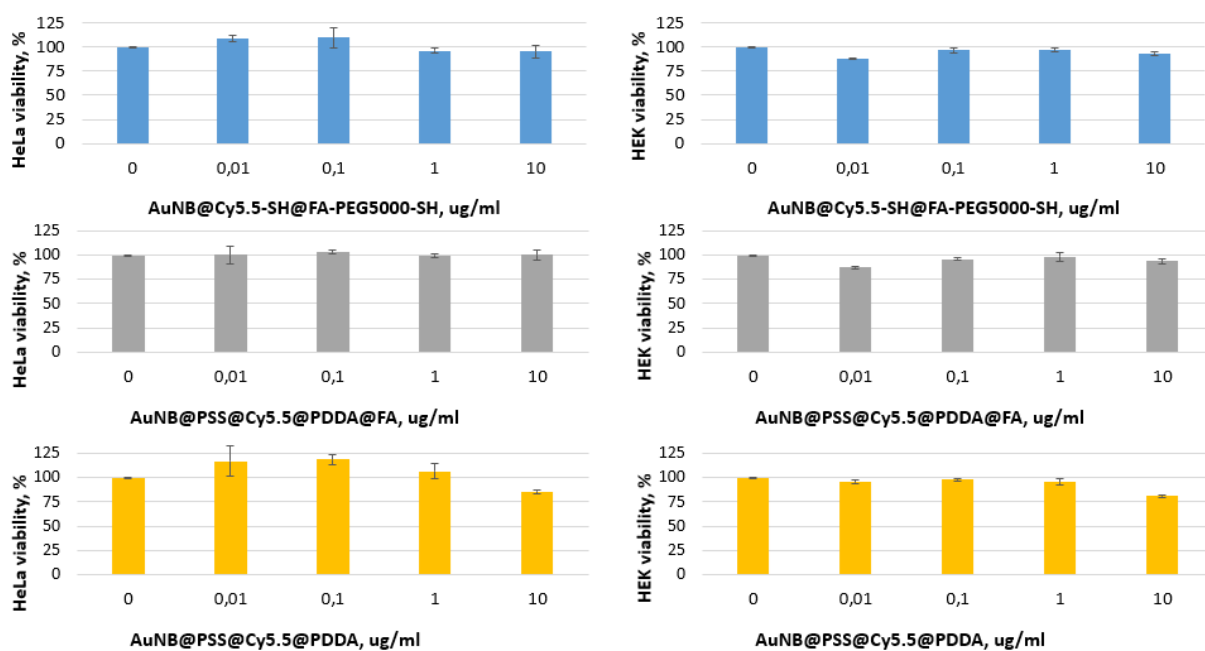 HeLa viability, %
125
100
75
50
25
0
0 0,01 0,1 1 10
AuNB@Cy5.5-SH@FA-PEG5000-SH, ug/ml
HEK viability, %
125
100
75
50
25
0
0 0,01 0,1 1 10
AuNB@Cy5.5-SH@FA-PEG5000-SH, ug/ml
HeLa viability, %
125
100
75
50
25
0
0 0,01 0,1 1 10
AuNB@PSS@Cy5.5@PDDA@FA, ug/ml
HEK viability, %
125
100
75
50
25
0
0 0,01 0,1 1 10
AuNB@PSS@Cy5.5@PDDA@FA, ug/ml
HeLa viability, %
125
100
75
50
25
0
0 0,01 0,1 1 10
AuNB@PSS@Cy5.5@PDDA, ug/ml
HEK viability, %
125
100
75
50
25
0
0 0,01 0,1 1 10
AuNB@PSS@Cy5.5@PDDA, ug/ml